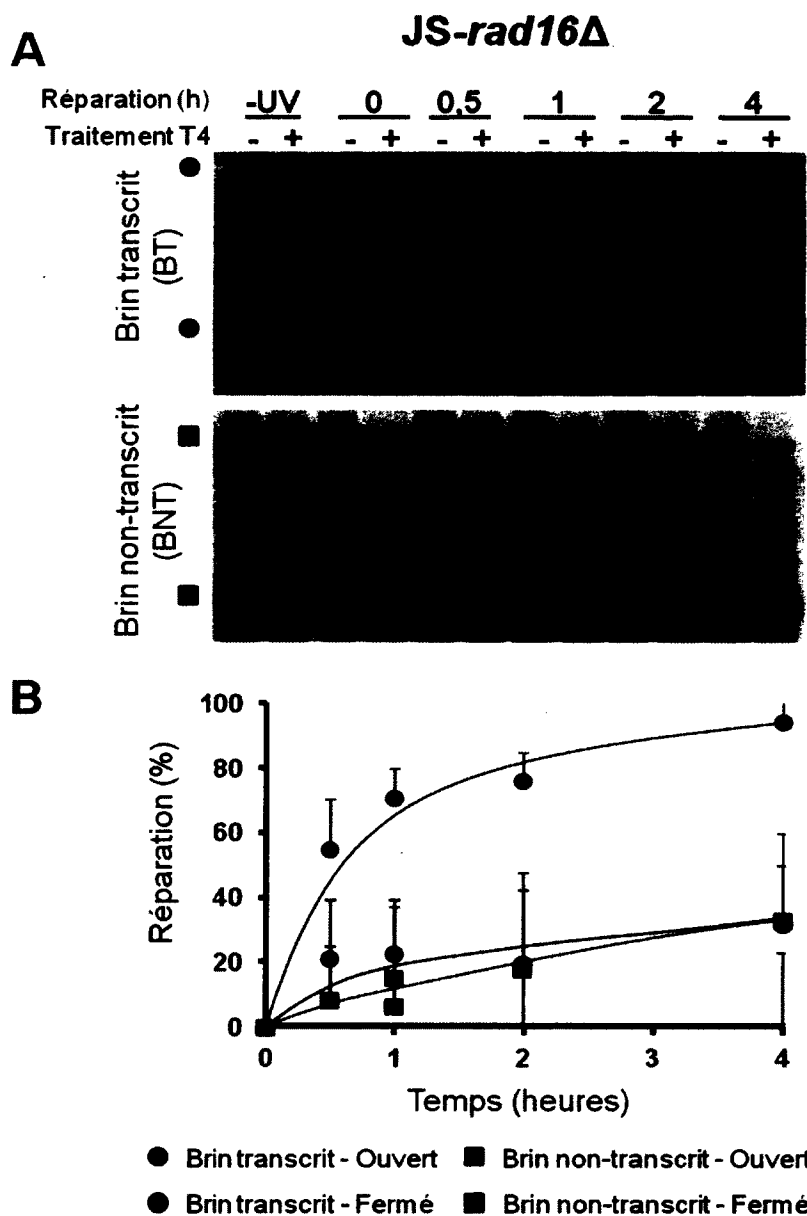 JS-rad16Δ
A
Réparation (h) -UV 0 0,5 1 2 4
Traitement T4 - + - + - + - + - + - +
Brin transcrit
(BT)
Brin non-transcrit
(BNT)
B
Réparation (%)
100
80
60
40
20
0
0 1 2 3 4
Temps (heures)
Brin transcrit - Ouvert Brin non-transcrit - Ouvert
Brin transcrit - Fermé Brin non-transcrit - Fermé